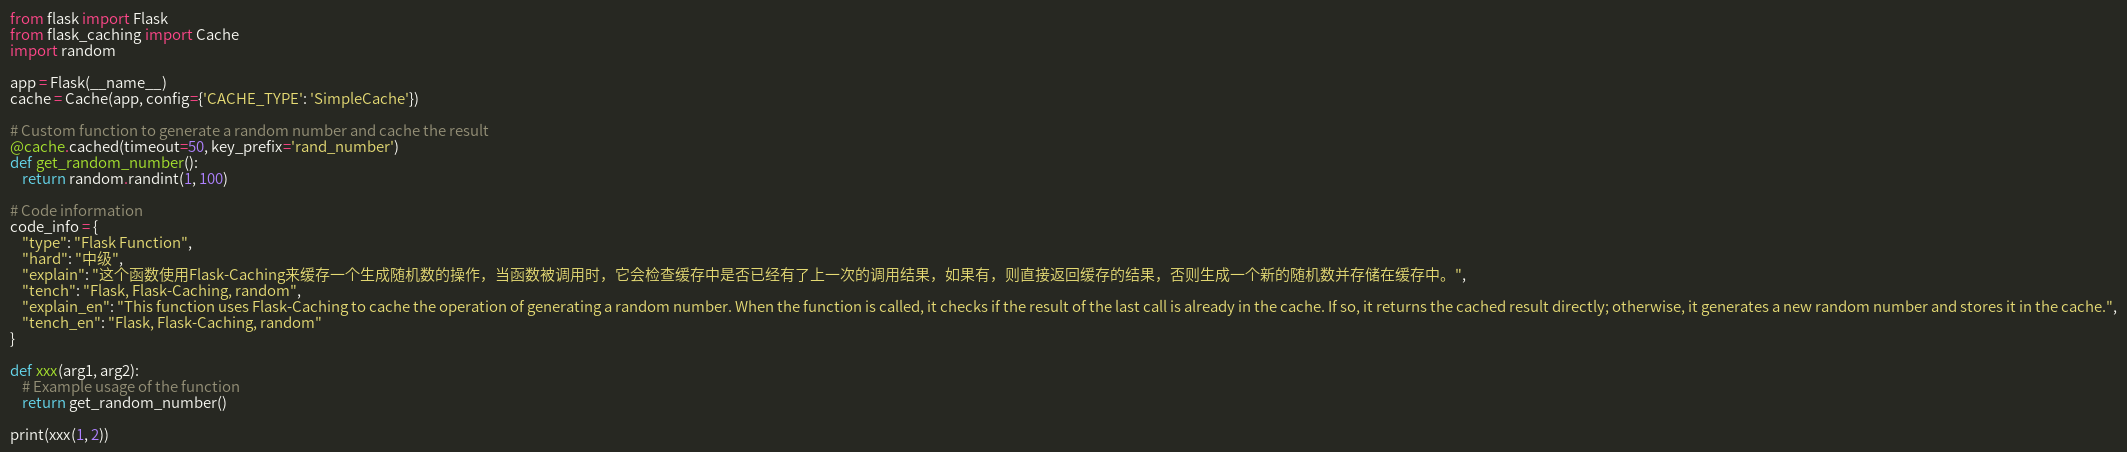 from flask import Flask
from flask_caching import Cache
import random

app = Flask(__name__)
cache = Cache(app, config={'CACHE_TYPE': 'SimpleCache'})

# Custom function to generate a random number and cache the result
@cache.cached(timeout=50, key_prefix='rand_number')
def get_random_number():
    return random.randint(1, 100)

# Code information
code_info = {
    "type": "Flask Function",
    "hard": "中级",
    "explain": "这个函数使用Flask-Caching来缓存一个生成随机数的操作，当函数被调用时，它会检查缓存中是否已经有了上一次的调用结果，如果有，则直接返回缓存的结果，否则生成一个新的随机数并存储在缓存中。",
    "tench": "Flask, Flask-Caching, random",
    "explain_en": "This function uses Flask-Caching to cache the operation of generating a random number. When the function is called, it checks if the result of the last call is already in the cache. If so, it returns the cached result directly; otherwise, it generates a new random number and stores it in the cache.",
    "tench_en": "Flask, Flask-Caching, random"
}

def xxx(arg1, arg2):
    # Example usage of the function
    return get_random_number()

print(xxx(1, 2))